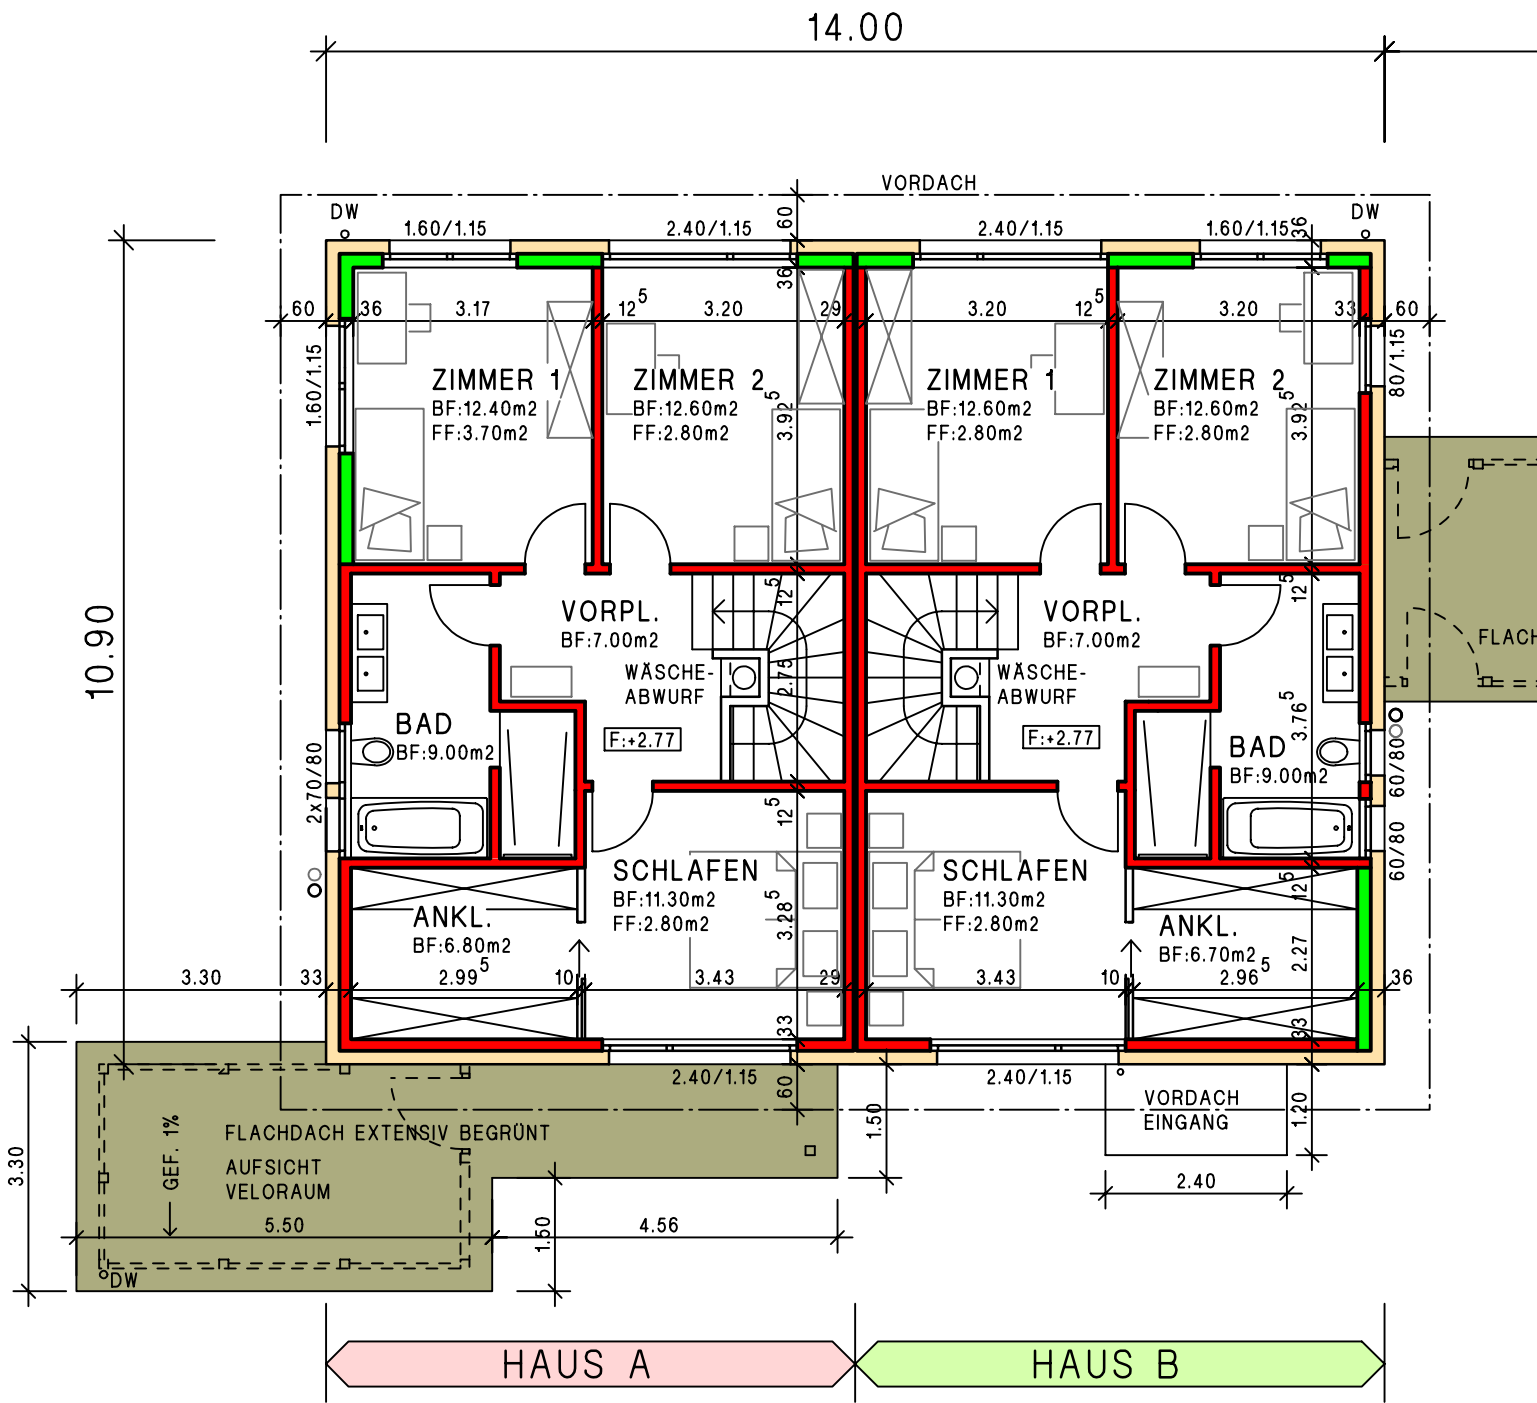 14.00
VORDACH
DW
1.60/1.15
2.40/1.15
60
2.40/1.15
1.60/1.15
36
DW
60
36
3.17
12⁵
3.20
36
29
3.20
12⁵
3.20
33
60
1.60/1.15
80/1.15
ZIMMER 1
BF:12.40m2
FF:3.70m2
ZIMMER 2
BF:12.60m2
FF:2.80m2
3.92⁵
ZIMMER 1
BF:12.60m2
FF:2.80m2
ZIMMER 2
BF:12.60m2
FF:2.80m2
3.92⁵
10.90
VORPL.
BF:7.00m2
12⁵
VORPL.
BF:7.00m2
12⁵
FLACH
WÄSCHE-
ABWURF
2.75
WÄSCHE-
ABWURF
BAD
BF:9.00m2
F:+2.77
F:+2.77
BAD
BF:9.00m2
3.76⁵
2x70/80
60/80
60/80
12⁵
SCHLAFEN
BF:11.30m2
FF:2.80m2
3.28⁵
SCHLAFEN
BF:11.30m2
FF:2.80m2
12⁵
ANKL.
BF:6.80m2
ANKL.
BF:6.70m2
2.27
3.30
33
2.99⁵
10
3.43
29
3.43
10
2.96⁵
36
33
33
2.40/1.15
60
2.40/1.15
VORDACH
EINGANG
1.20
1.50
3.30
GEF. 1%
FLACHDACH EXTENSIV BEGRÜNT
AUFSICHT
VELORAUM
2.40
5.50
1.50
4.56
DW
HAUS A
HAUS B